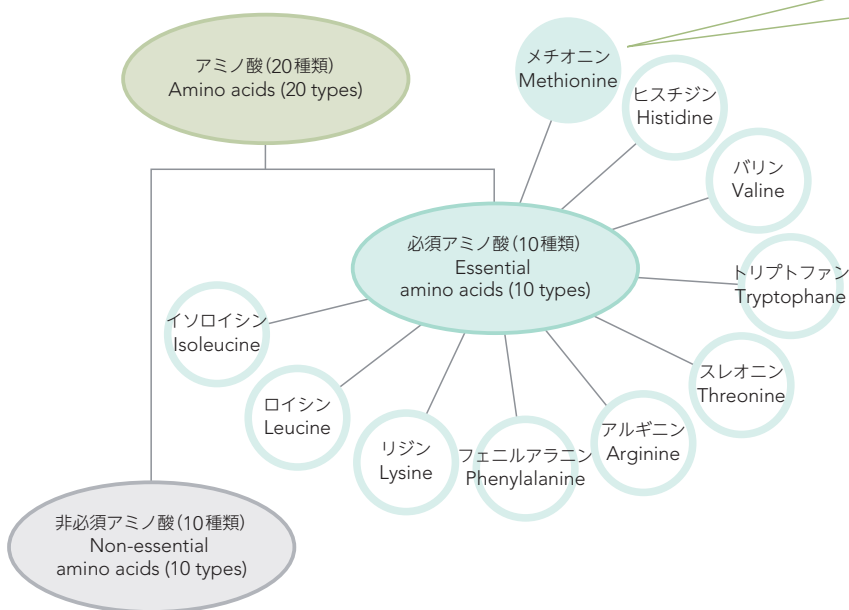 アミノ酸(20種類)
Amino acids (20 types)
メチオニン
Methionine
ヒスチジン
Histidine
バリン
Valine
トリプトファン
Tryptophane
スレオニン
Threonine
アルギニン
Arginine
フェニルアラニン
Phenylalanine
リジン
Lysine
ロイシン
Leucine
イソロイシン
Isoleucine
必須アミノ酸(10種類)
Essential
amino acids (10 types)
非必須アミノ酸(10種類)
Non-essential
amino acids (10 types)